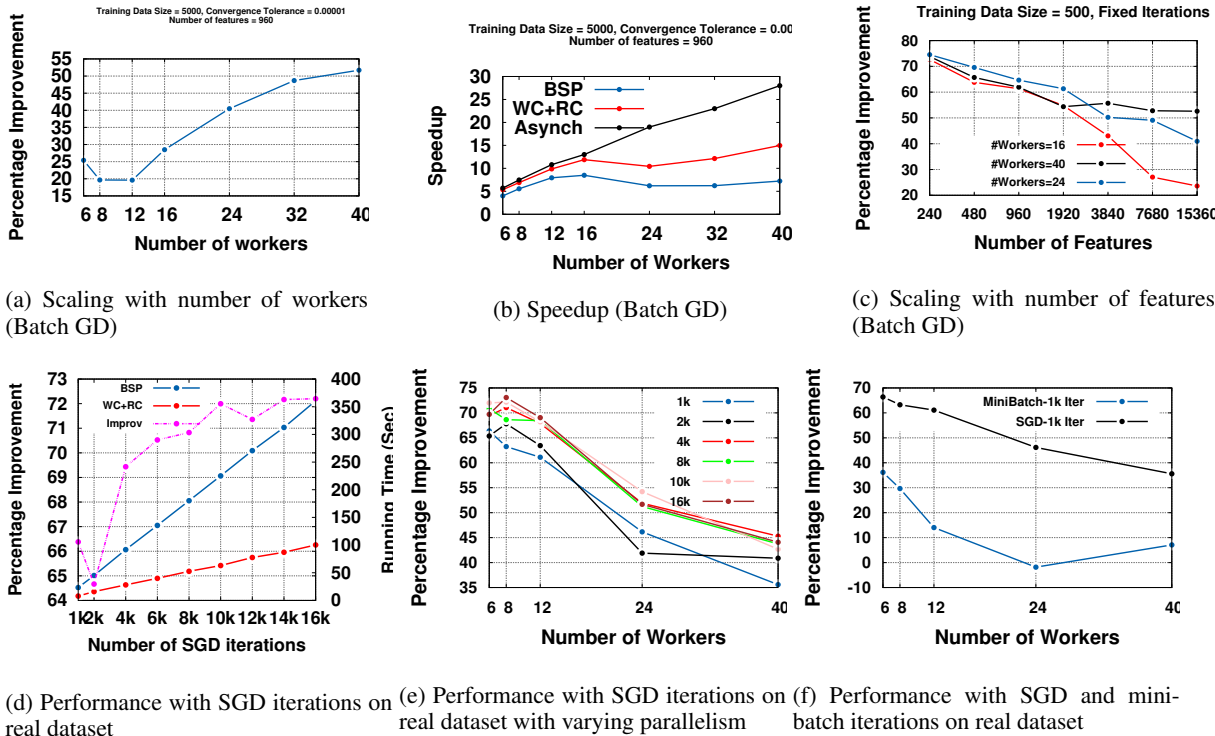 Training Data Size = 5000, Convergence Tolerance = 0.00001
Number of features = 960
Percentage Improvement
55
50
45
40
35
30
25
20
15
6 8 12 16 24 32 40
Number of workers
(a) Scaling with number of workers
(Batch GD)
Training Data Size = 5000, Convergence Tolerance = 0.00
Number of features = 960
Speedup
30
25
20
15
10
5
0
BSP
WC+RC
Asynch
6 8 12 16 24 32 40
Number of Workers
(b) Speedup (Batch GD)
Training Data Size = 500, Fixed Iterations
Percentage Improvement
80
70
60
50
40
30
20
#Workers=16
#Workers=40
#Workers=24
240 480 960 1920 3840 7680 15360
Number of Features
(c) Scaling with number of features
(Batch GD)
Percentage Improvement
73
72
71
70
69
68
67
66
65
64
BSP
WC+RC
Improv
400
350
300
250
200
150
100
50
0
Running Time (Sec)
1k 2k 4k 6k 8k 10k 12k 14k 16k
Number of SGD iterations
(d) Performance with SGD iterations on
real dataset
Percentage Improvement
75
70
65
60
55
50
45
40
35
1k
2k
4k
8k
10k
16k
6 8 12 24 40
Number of Workers
(e) Performance with SGD iterations on
real dataset with varying parallelism
Percentage Improvement
70
60
50
40
30
20
10
0
-10
MiniBatch-1k Iter
SGD-1k Iter
6 8 12 24 40
Number of Workers
(f) Performance with SGD and mini-
batch iterations on real dataset